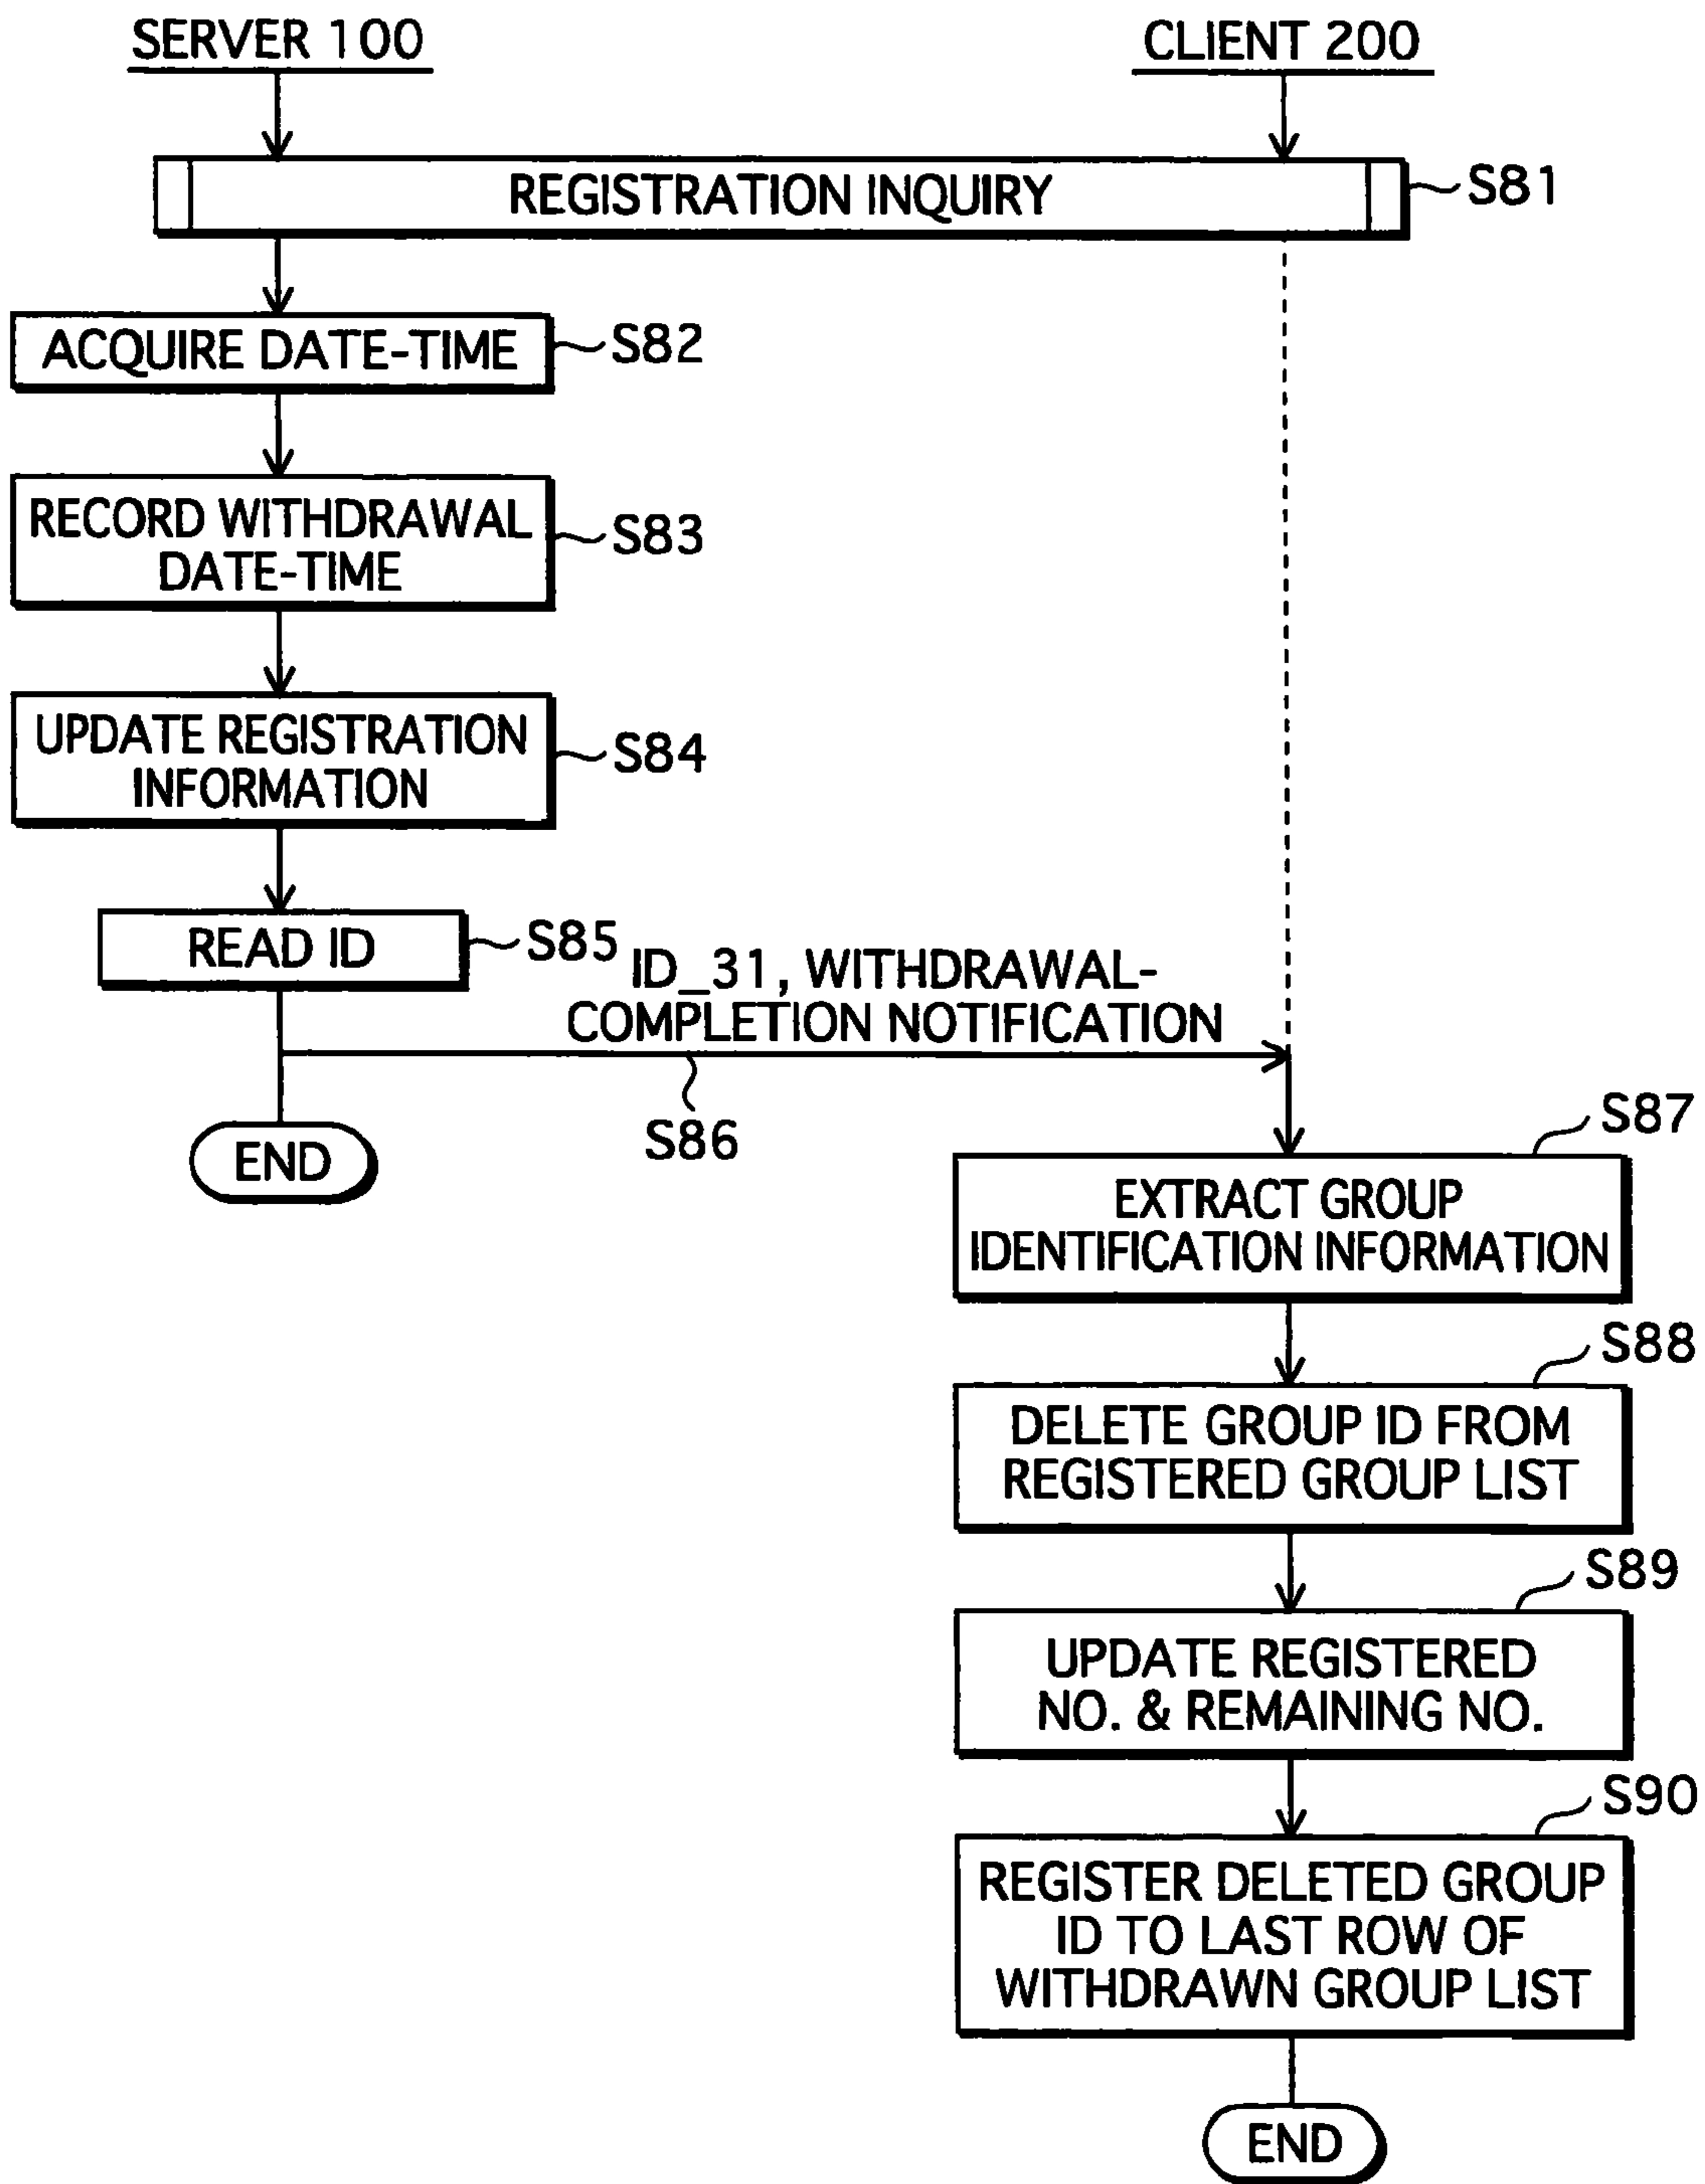 SERVER 100
CLIENT 200
REGISTRATION INQUIRY
S81
ACQUIRE DATE-TIME
S82
RECORD WITHDRAWAL
DATE-TIME
S83
UPDATE REGISTRATION
INFORMATION
S84
READ ID
S85
ID_31, WITHDRAWAL-
COMPLETION NOTIFICATION
S86
END
S87
EXTRACT GROUP
IDENTIFICATION INFORMATION
S88
DELETE GROUP ID FROM
REGISTERED GROUP LIST
S89
UPDATE REGISTERED
NO. & REMAINING NO.
S90
REGISTER DELETED GROUP
ID TO LAST ROW OF
WITHDRAWN GROUP LIST
END